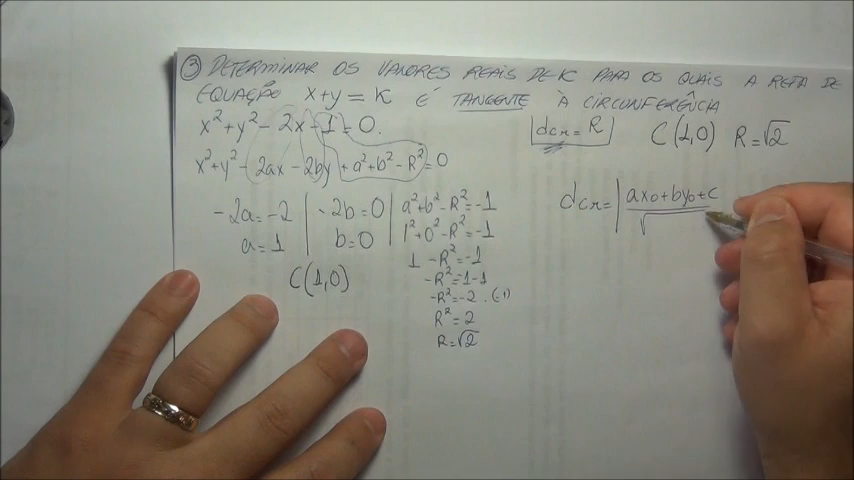 ③ DETERMINAR OS VALORES REAIS DE K PARA OS QUAIS A RETA DE
EQUAÇÃO x+y=K É TANGENTE À CIRCUNFERÊNCIA
x²+y²-2x-1=0.
x²+y²-2ax-2by+a²+b²-R²=0
-2a=-2
a=1
-2b=0
b=0
C(1,0)
a²+b²-R²=-1
1²+0²-R²=-1
1-R²=-1
-R²=-1-1
-R²=-2 .(-1)
R²=2
R=√2
dcr=R C(1,0) R=√2
dcr=|ax₀+by₀+c
√